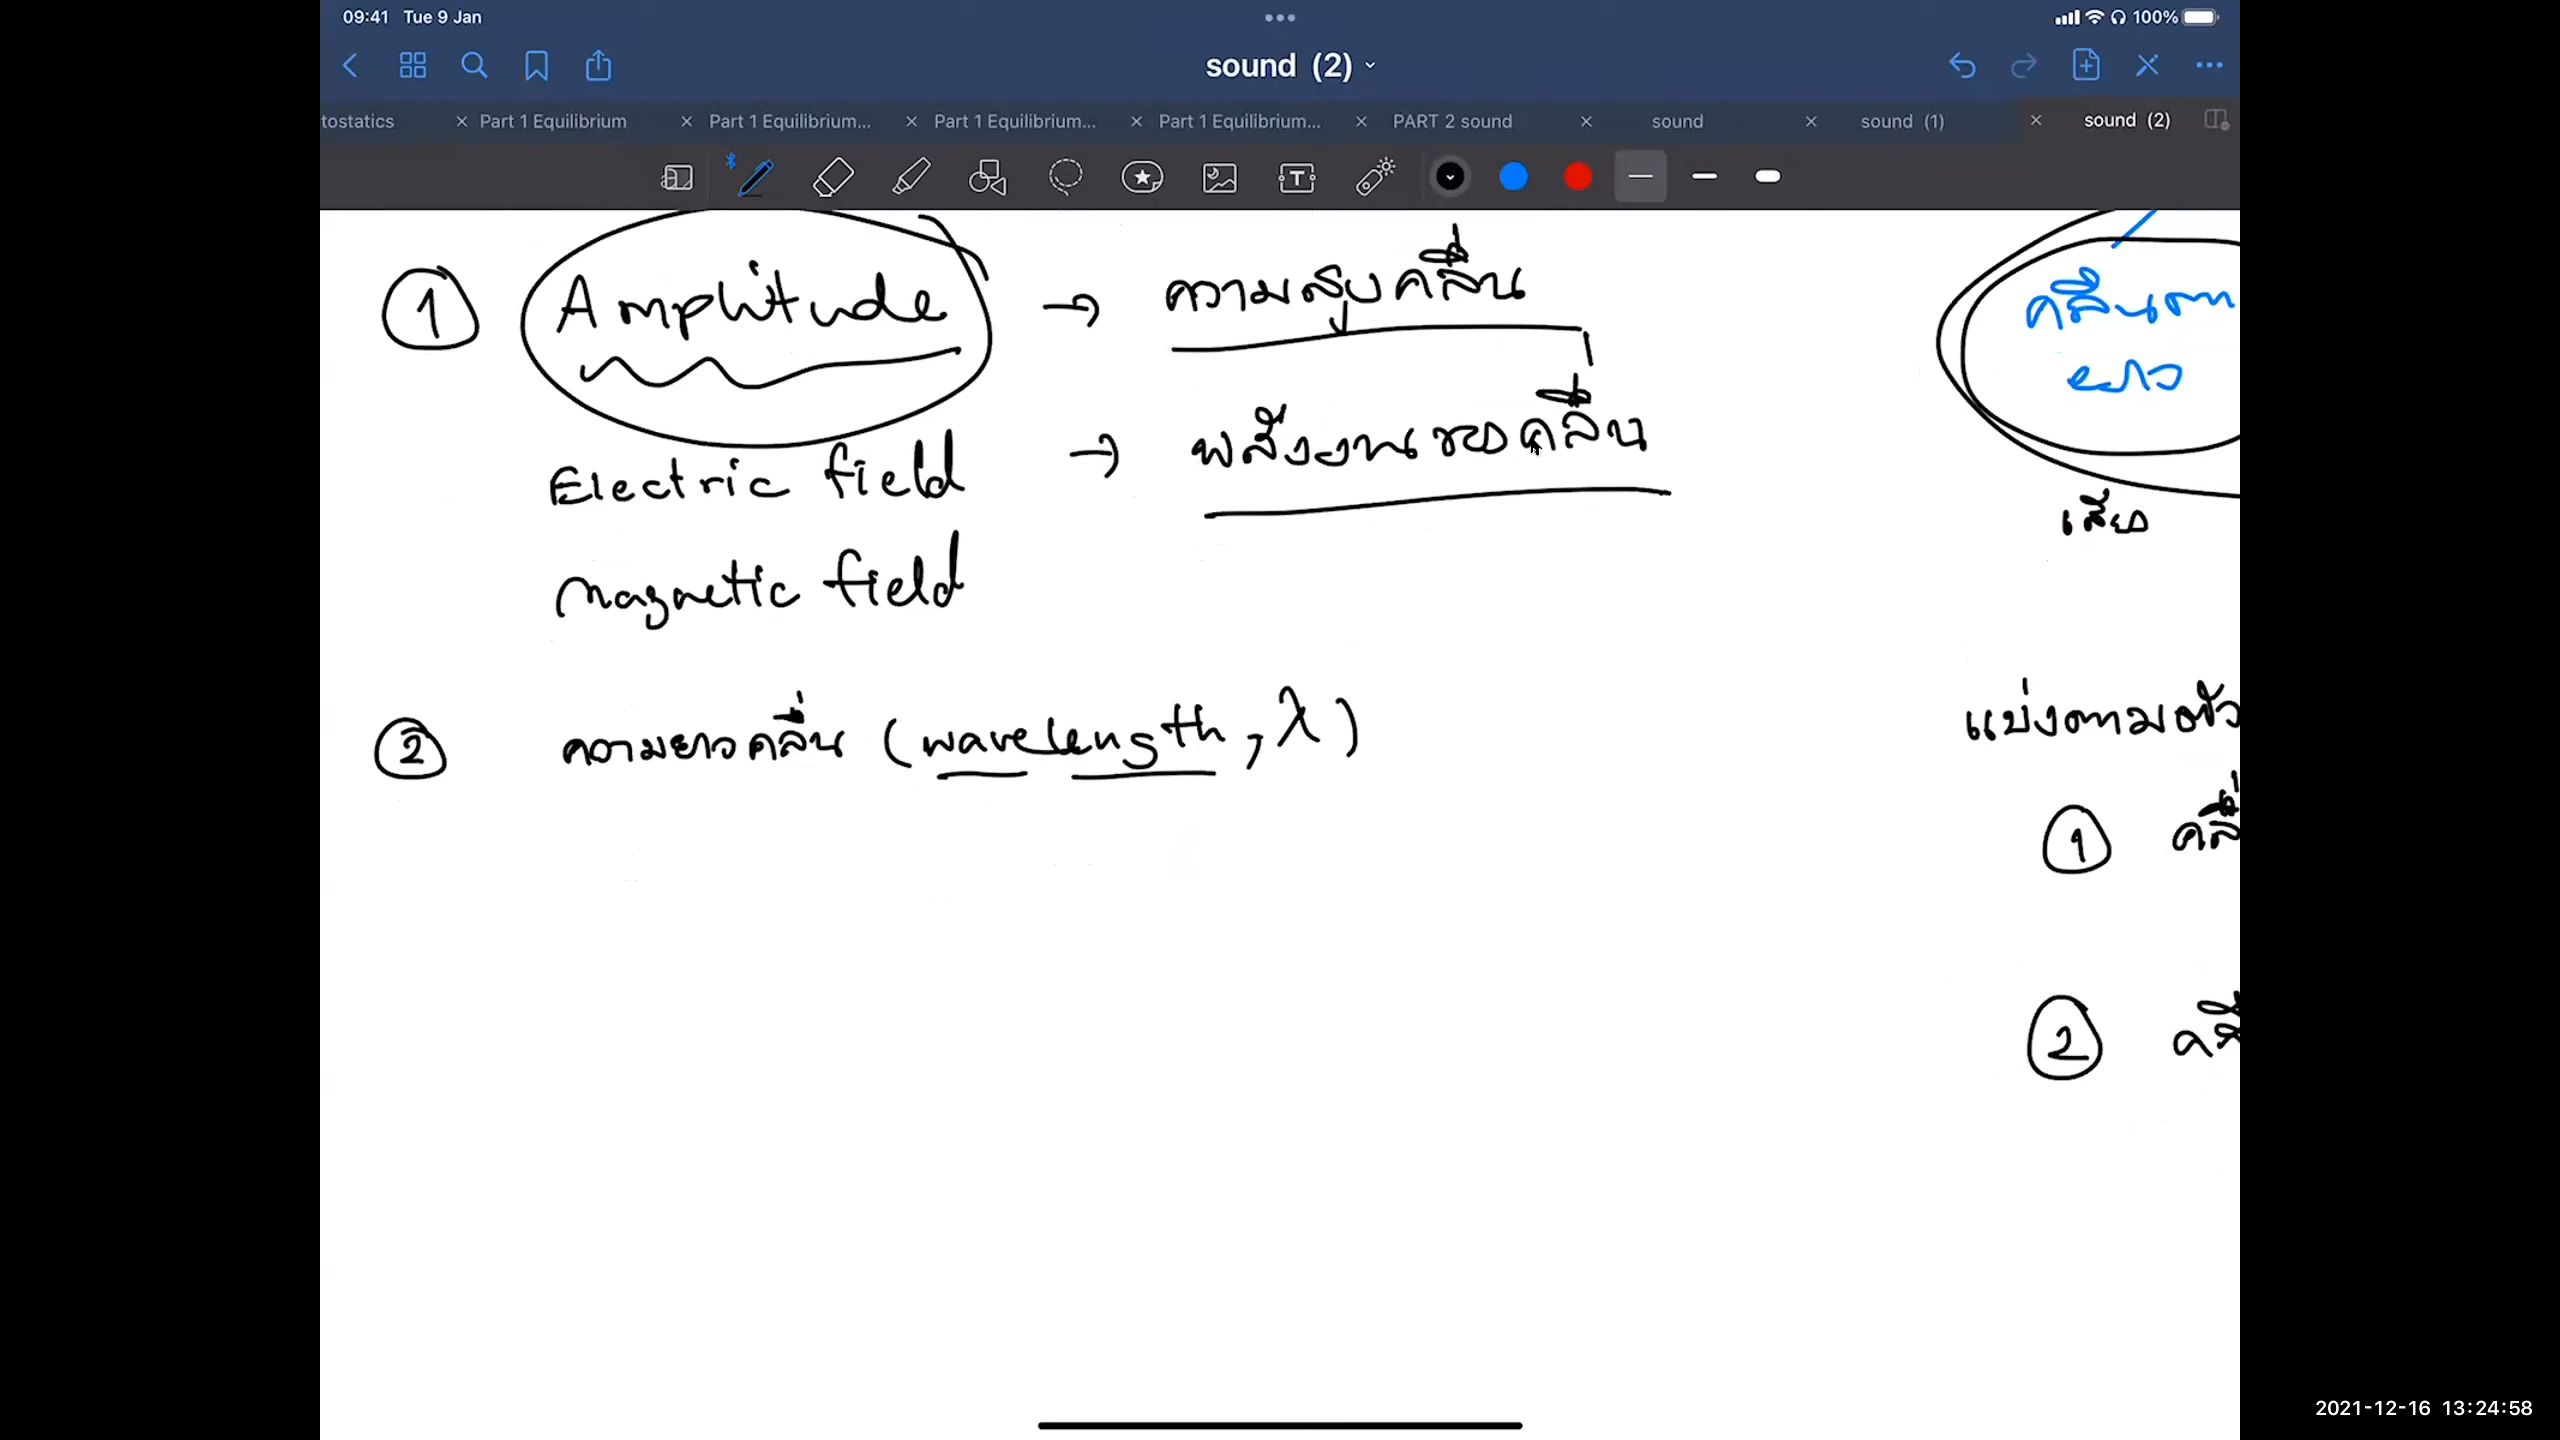 09:41 Tue 9 Jan
100%
sound (2)
tostatics
Part 1 Equilibrium
Part 1 Equilibrium...
Part 1 Equilibrium...
Part 1 Equilibrium...
PART 2 sound
sound
sound (1)
sound (2)
1 Amplitude → ความสูงคลื่น
Electric field → พลังงานของคลื่น
Magnetic field
2 ความยาวคลื่น (wavelength, λ)
คลื่นตาม
ยาว
เสียง
แบ่งตามตัว
1
2
2021-12-16 13:24:58